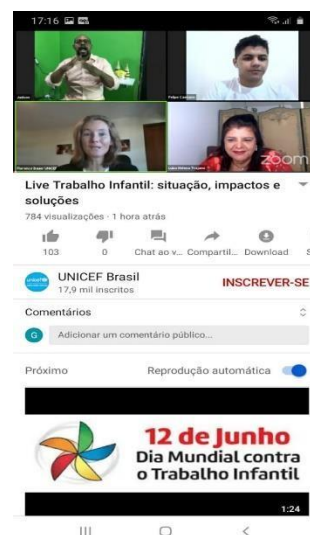 17:16
zoom
Live Trabalho Infantil: situação, impactos e
soluções
784 visualizações · 1 hora atrás
103
0
Chat ao v...
Compartil...
Download
UNICEF Brasil
17,9 mil inscritos
INSCREVER-SE
Comentários
G
Adicionar um comentário público...
Próximo
Reprodução automática
12 de Junho
Dia Mundial contra
o Trabalho Infantil
1:24